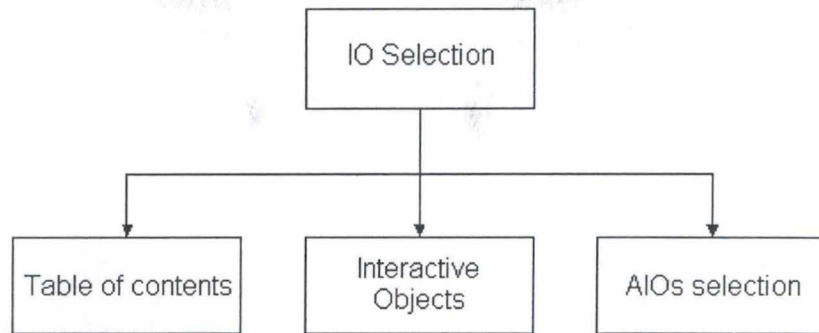 IO Selection
Table of contents
Interactive
Objects
AIOs selection